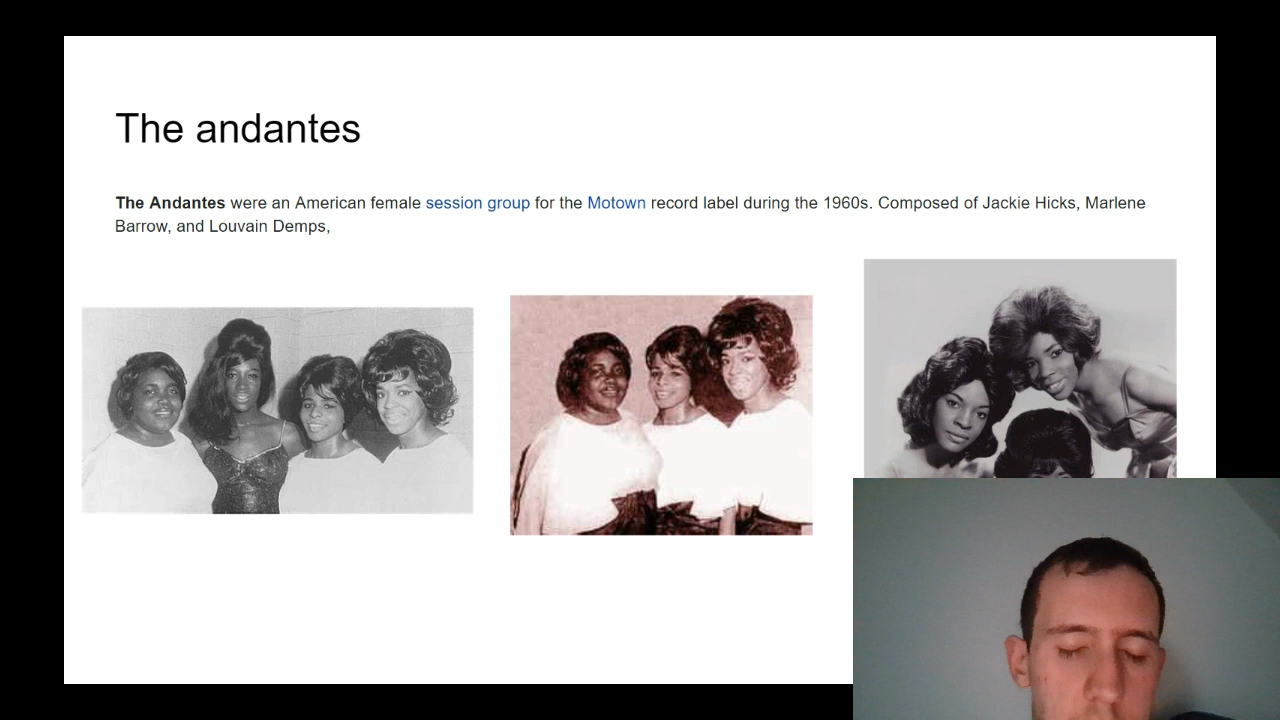 The andantes
The Andantes were an American female session group for the Motown record label during the 1960s. Composed of Jackie Hicks, Marlene
Barrow, and Louvain Demps,